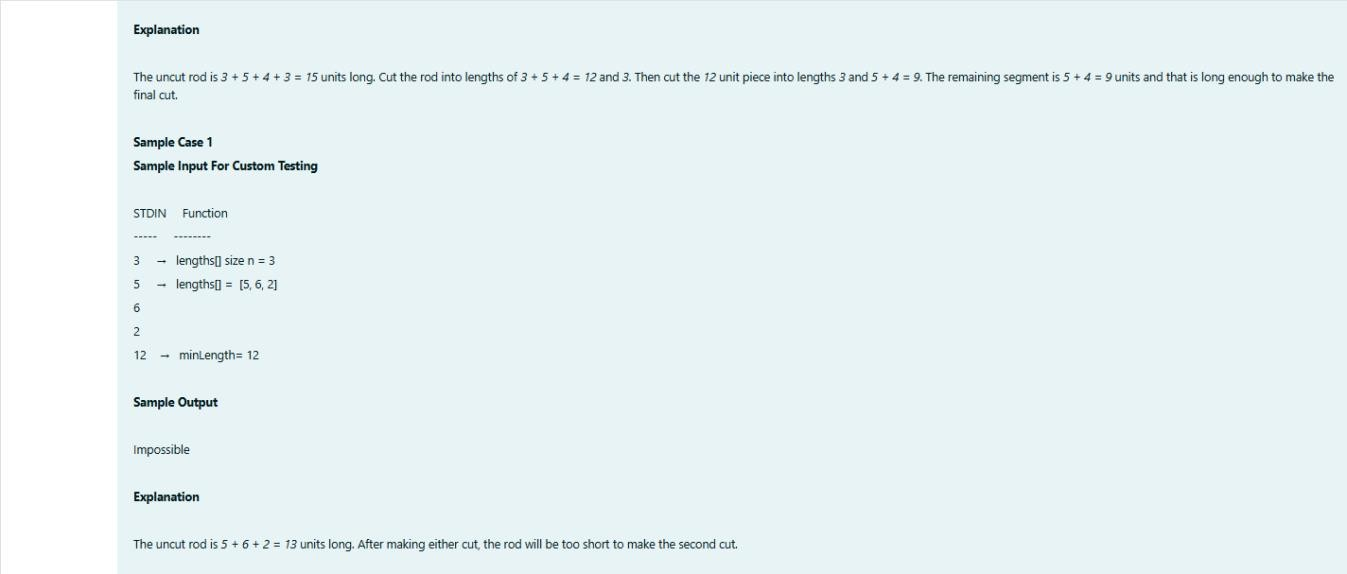 Explanation
The uncut rod is 3 + 5 + 4 + 3 = 15 units long. Cut the rod into lengths of 3 + 5 + 4 = 12 and 3. Then cut the 12 unit piece into lengths 3 and 5 + 4 = 9. The remaining segment is 5 + 4 = 9 units and that is long enough to make the
final cut.
Sample Case 1
Sample Input For Custom Testing
STDIN Function
----- --------
3 → lengths[] size n = 3
5 → lengths[] = [5, 6, 2]
6
2
12 → minLength= 12
Sample Output
Impossible
Explanation
The uncut rod is 5 + 6 + 2 = 13 units long. After making either cut, the rod will be too short to make the second cut.